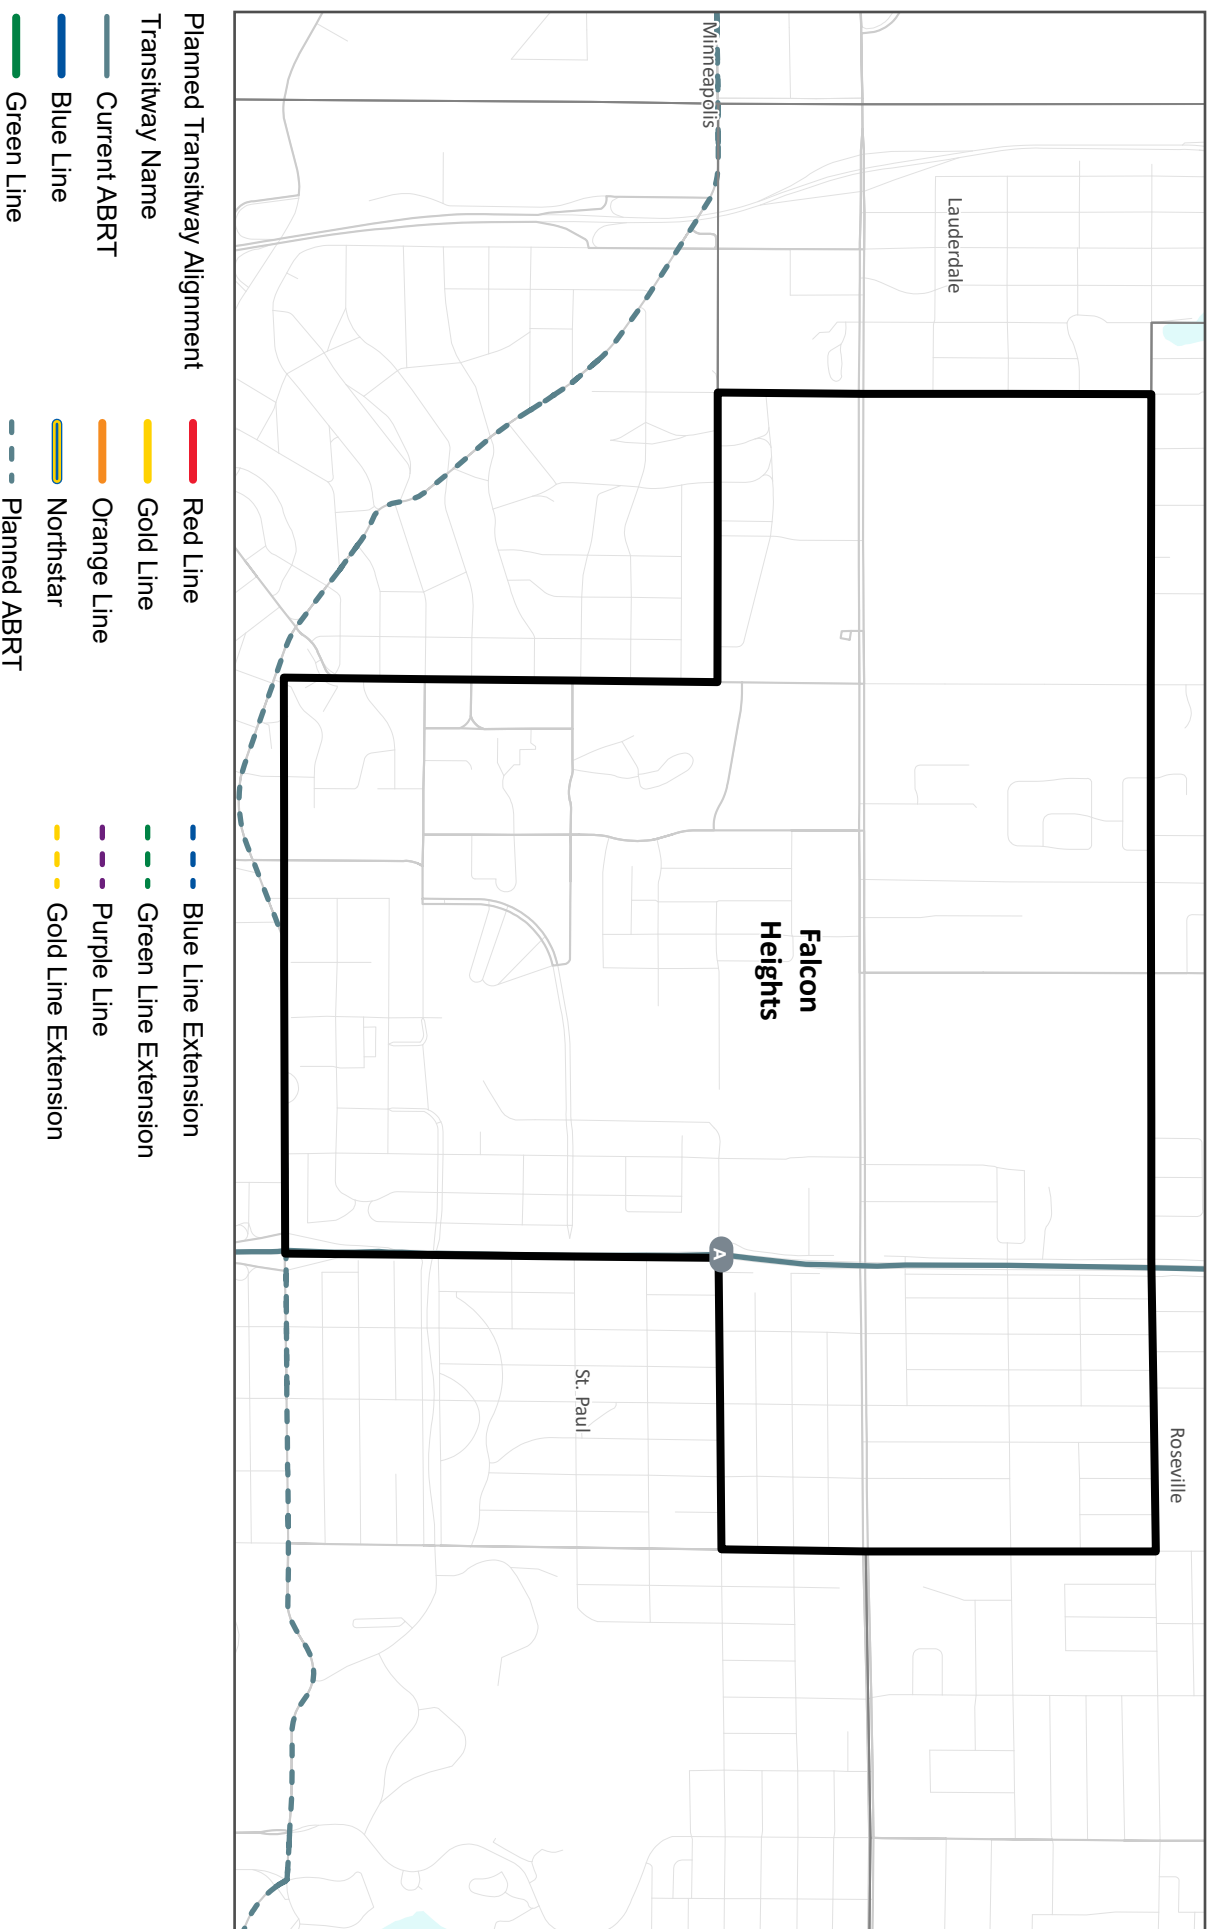 Roseville
Lauderdale
Falcon
Heights
A
Minneapolis
St. Paul
Planned Transitway Alignment
Transitway Name
Current ABRT
Blue Line
Green Line
Red Line
Gold Line
Orange Line
Northstar
Planned ABRT
Blue Line Extension
Green Line Extension
Purple Line
Gold Line Extension